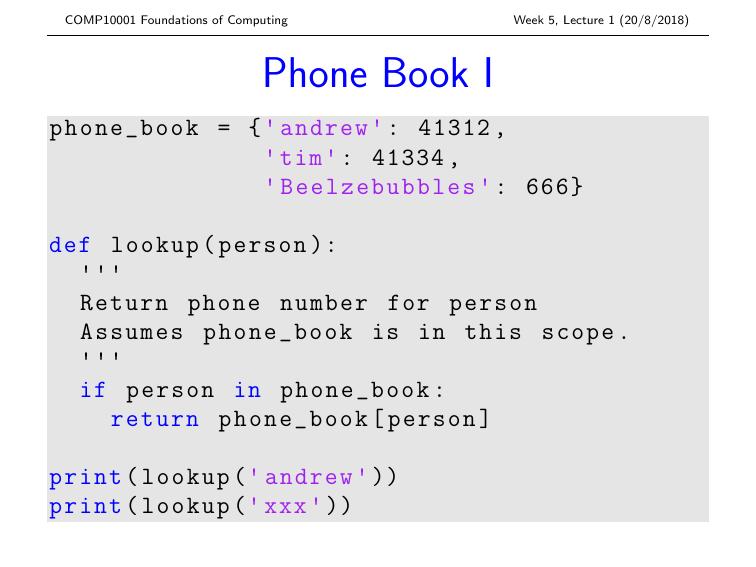 COMP10001 Foundations of Computing Week 5, Lecture 1 (20/8/2018)
Phone Book I
phone_book = {'andrew': 41312,
              'tim': 41334,
              'Beelzebubbles': 666}

def lookup(person):
  '''
  Return phone number for person
  Assumes phone_book is in this scope.
  '''
  if person in phone_book:
    return phone_book[person]

print(lookup('andrew'))
print(lookup('xxx'))